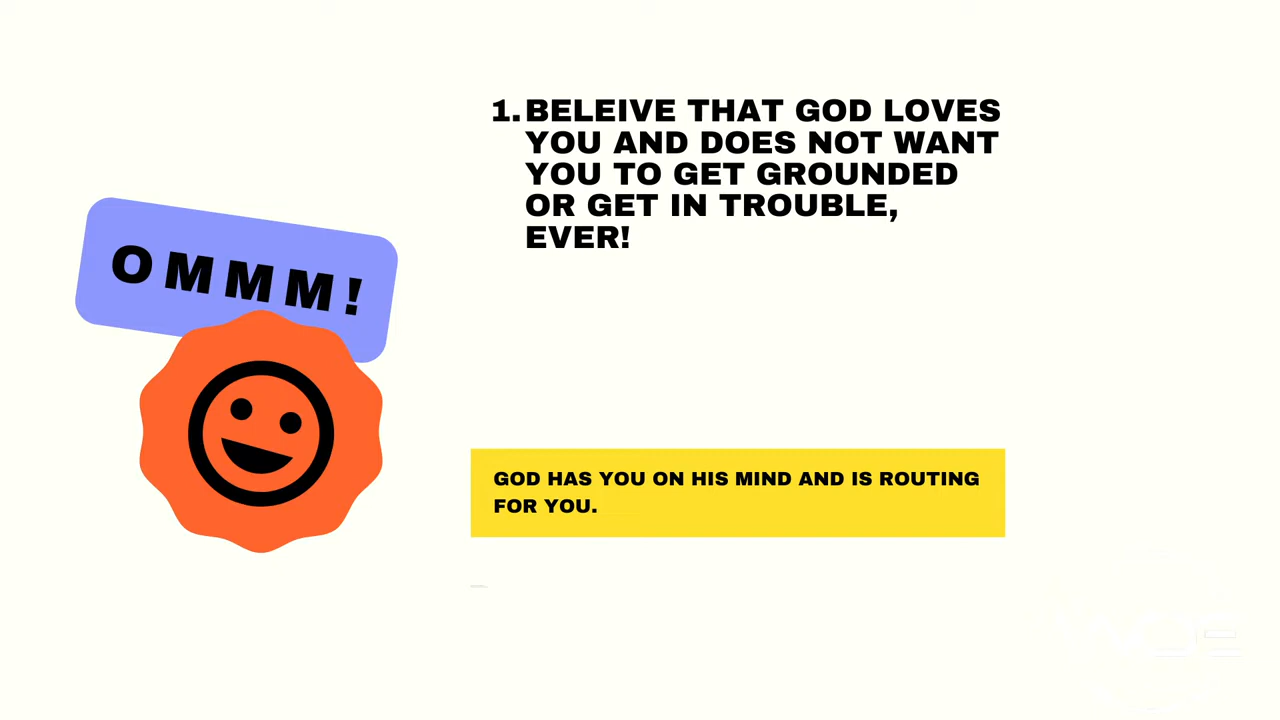 1. BELEIVE THAT GOD LOVES
YOU AND DOES NOT WANT
YOU TO GET GROUNDED
OR GET IN TROUBLE,
EVER!
OMMM!
GOD HAS YOU ON HIS MIND AND IS ROUTING
FOR YOU.